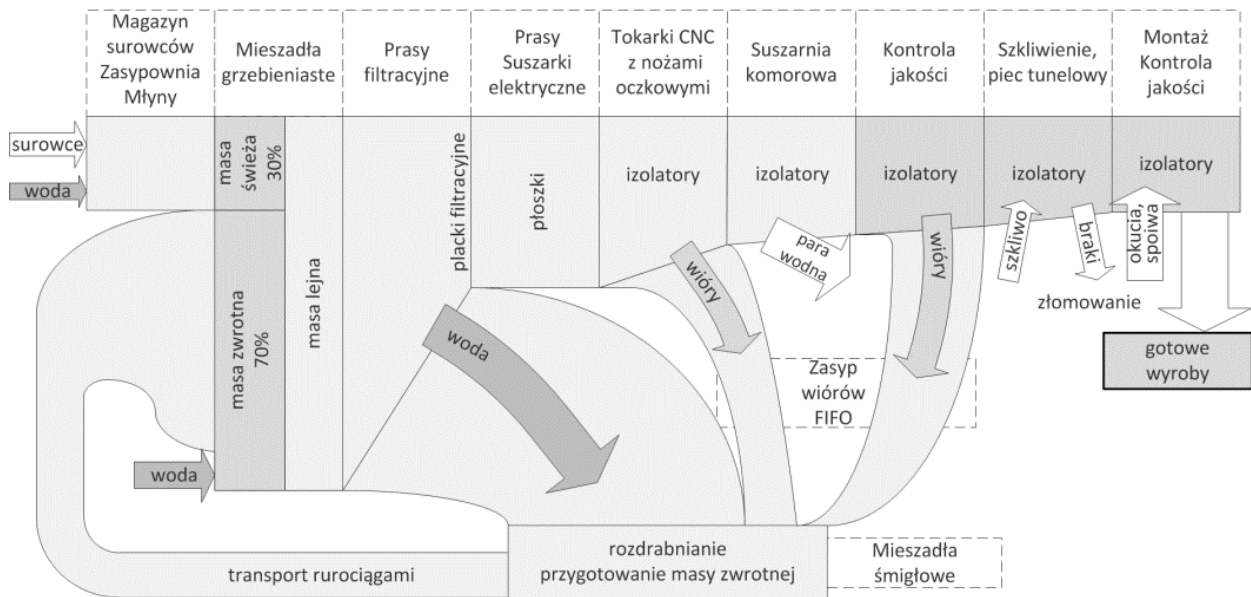 Magazyn
surowców
Zasypownia
Młyny
Mieszadła
grzebieniaste
Prasy
filtracyjne
Prasy
Suszarki
elektryczne
Tokarki CNC
z nożami
oczkowymi
Suszarnia
komorowa
Kontrola
jakości
Szkliwienie,
piec tunelowy
Montaż
Kontrola
jakości
surowce
woda
masa
świeża
30%
masa zwrotna
70%
masa lejna
placki filtracyjne
płoszki
izolatory
izolatory
izolatory
izolatory
izolatory
wióry
para
wodna
wióry
szkliwo
braki
okucia,
spoiwa
złomowanie
gotowe
wyroby
woda
Zasyp
wiórów
FIFO
woda
rozdrabnianie
przygotowanie masy zwrotnej
Mieszadła
śmigłowe
transport rurociągami